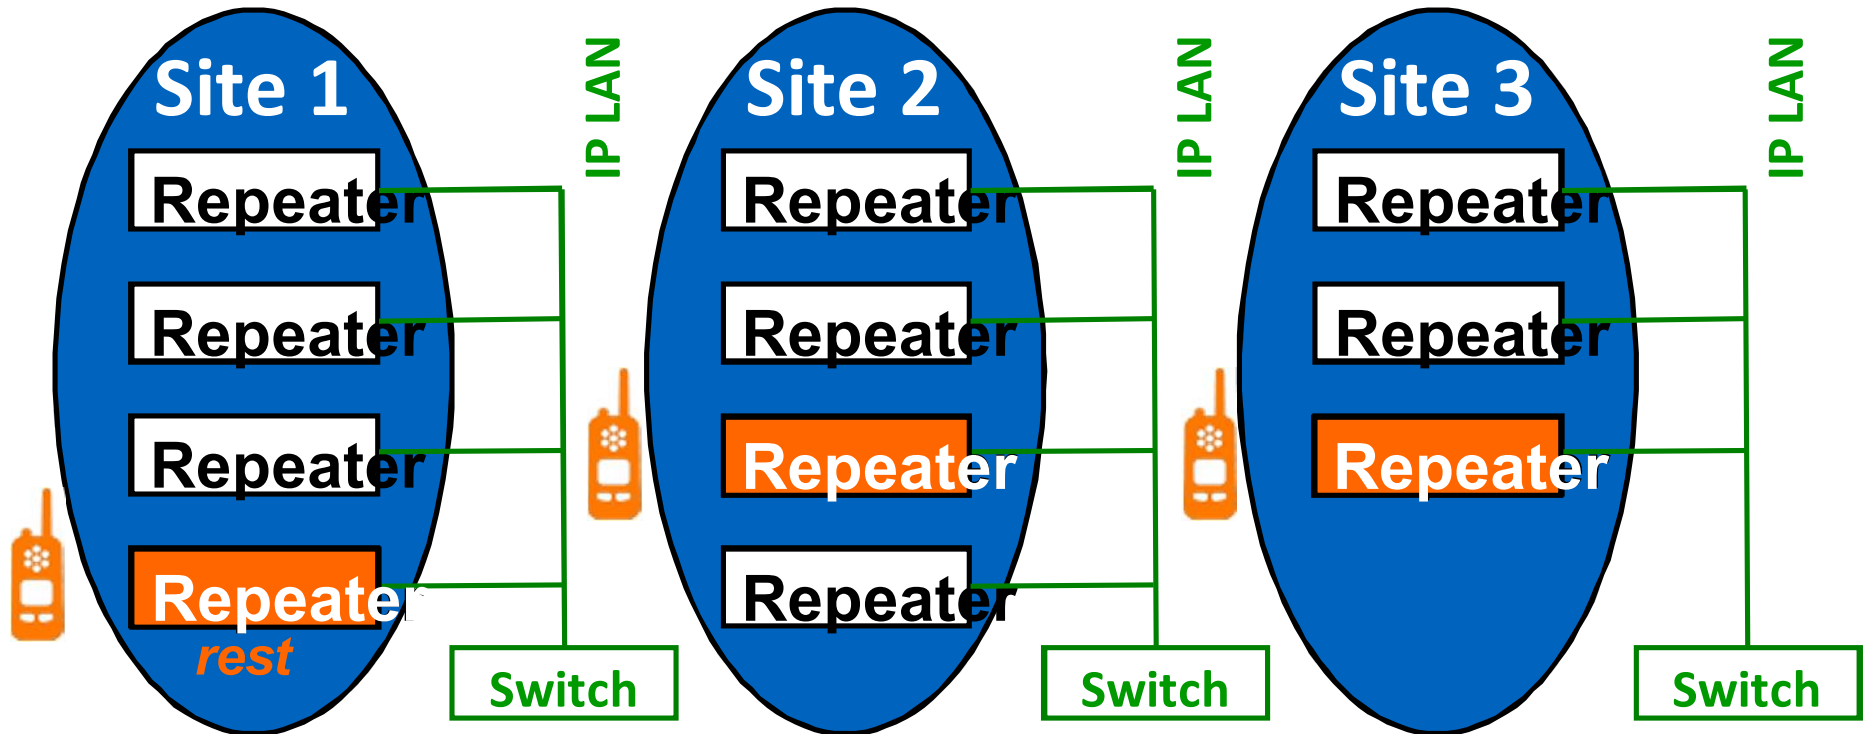 Site 1
IP LAN
Repeater
Repeater
Repeater
Repeater
rest
Switch
Site 2
IP LAN
Repeater
Repeater
Repeater
Repeater
Switch
Site 3
IP LAN
Repeater
Repeater
Repeater
Switch